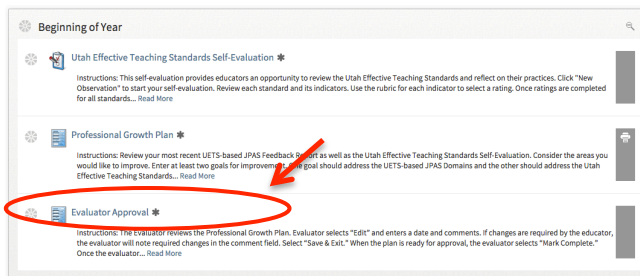 Beginning of Year
Utah Effective Teaching Standards Self-Evaluation ✱
Instructions: This self-evaluation provides educators an opportunity to review the Utah Effective Teaching Standards and reflect on their practices. Click "New
Observation" to start your self-evaluation. Review each standard and its indicators. Use the rubric for each indicator to select a rating. Once ratings are completed
for all standards... Read More
Professional Growth Plan ✱
Instructions: Review your most recent UETS-based JPAS Feedback Report as well as the Utah Effective Teaching Standards Self-Evaluation. Consider the areas you
would like to improve. Enter at least two goals for improvement. One goal should address the UETS-based JPAS Domains and the other should address the Utah
Effective Teaching Standards... Read More
Evaluator Approval ✱
Instructions: The Evaluator reviews the Professional Growth Plan. Evaluator selects "Edit" and enters a date and comments. If changes are required by the educator,
the evaluator will note required changes in the comment field. Select "Save & Exit." When the plan is ready for approval, the evaluator selects "Mark Complete."
Once the evaluator... Read More